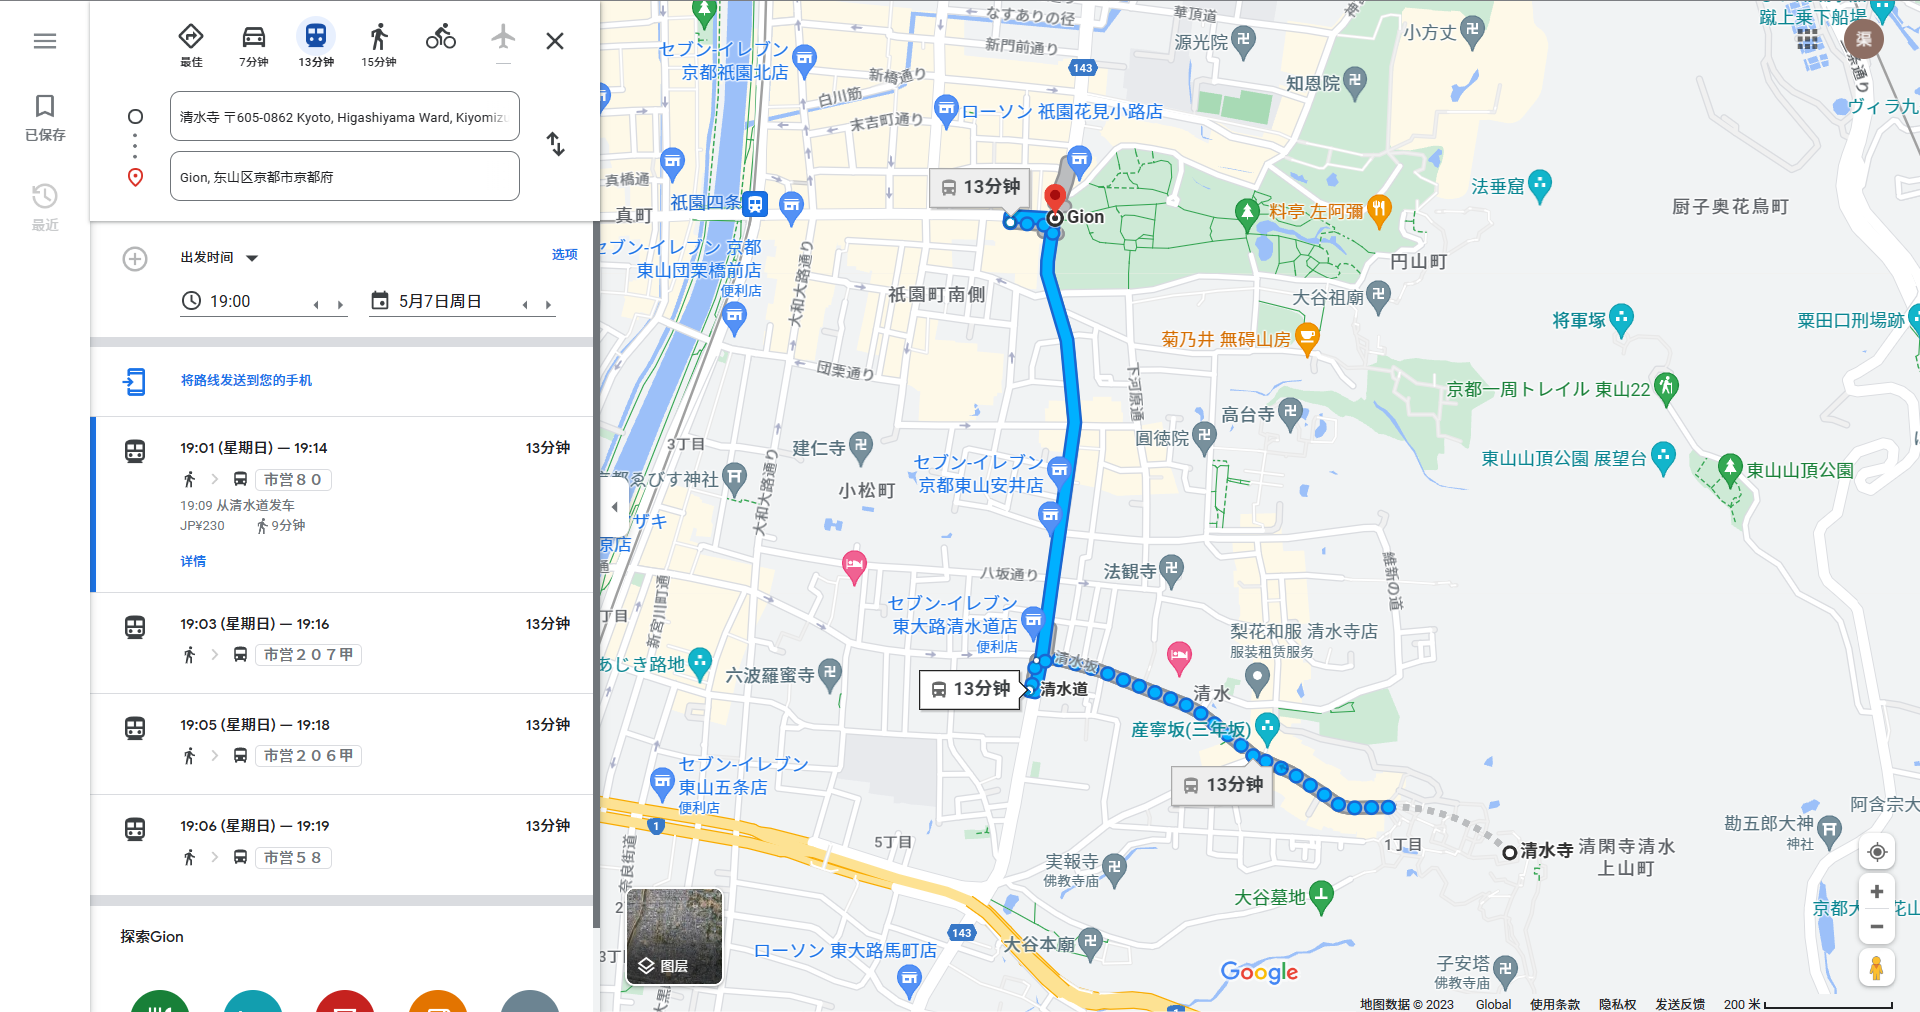 最佳
7分钟
13分钟
15分钟
—
清水寺 〒605-0862 Kyoto, Higashiyama Ward, Kiyomizu
Gion, 东山区京都市京都府
已保存
最近
出发时间
选项
19:00
5月7日周日
将路线发送到您的手机
19:01 (星期日) — 19:14
13分钟
市営８０
19:09 从清水道发车
JP¥230
9分钟
详情
19:03 (星期日) — 19:16
13分钟
市営２０７甲
19:05 (星期日) — 19:18
13分钟
市営２０６甲
19:06 (星期日) — 19:19
13分钟
市営５８
探索Gion
なすありの径
新門前通り
華頂道
源光院
小方丈
蹴上乗下船場
渠
セブン-イレブン
京都祇園北店
143
新橋通り
白川筋
末吉町通り
知恩院
ローソン 祇園花見小路店
ヴィラ九
真橋通
真町
祇園四条
13分钟
Gion
料亭 左阿彌
法垂窟
厨子奥花鳥町
セブン-イレブン 京都
東山団栗橋前店
便利店
大和大路通り
祇園町南側
円山町
大谷祖廟
将軍塚
粟田口刑場跡
菊乃井 無碍山房
団栗通り
下河原通
京都一周トレイル 東山22
高台寺
圓徳院
3丁目
建仁寺
京都ゑびす神社
小松町
大和大路通り
セブン-イレブン
京都東山安井店
東山山頂公園 展望台
東山山頂公園
ザキ
原店
通
八坂通り
法観寺
維新の道
丁目
新宮川町通
セブン-イレブン
東大路清水道店
便利店
梨花和服 清水寺店
服装租赁服务
あじき路地
六波羅蜜寺
清水坂
13分钟
清水道
清水
産寧坂(三年坂)
13分钟
セブン-イレブン
東山五条店
便利店
1
5丁目
奈良街道
実報寺
佛教寺庙
1丁目
清水寺
清閑寺清水
上山町
勘五郎大神
神社
阿含宗大
大谷墓地
京都大
花山
2
3丁
143
ローソン 東大路馬町店
大谷本廟
子安塔
佛教寺庙
图层
Google
地图数据 © 2023
Global
使用条款
隐私权
发送反馈
200 米